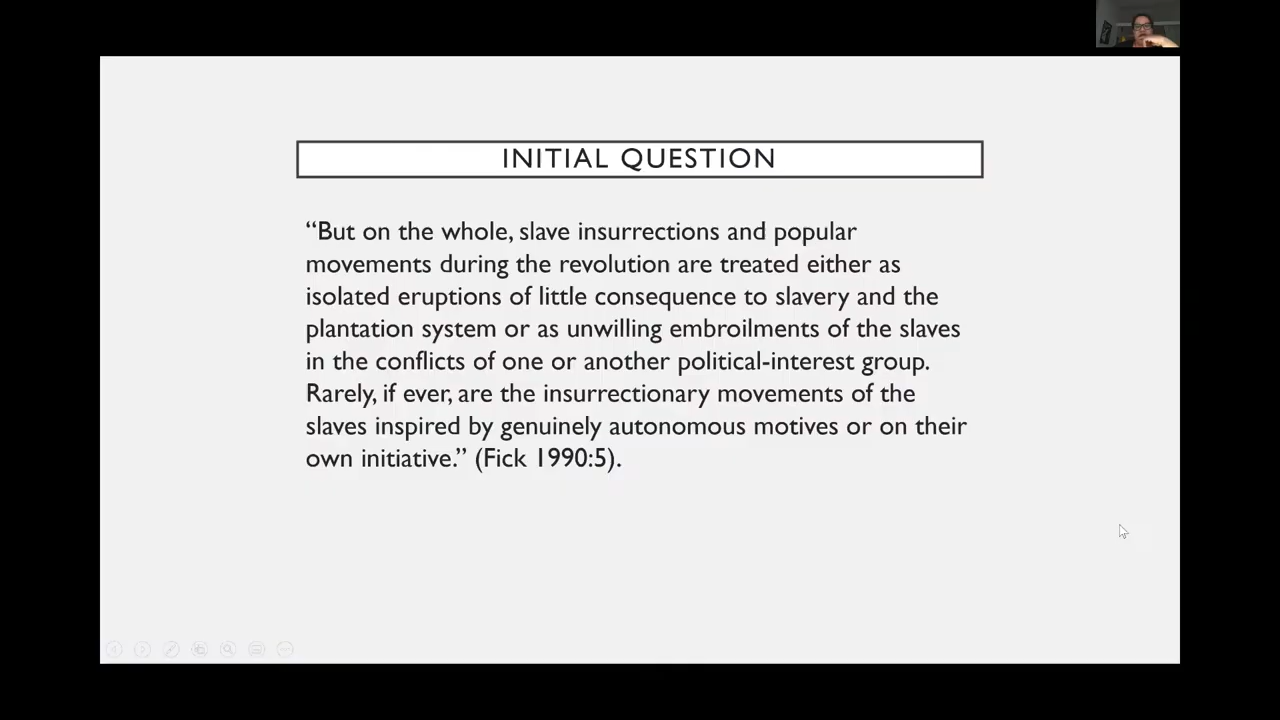 INITIAL QUESTION
“But on the whole, slave insurrections and popular
movements during the revolution are treated either as
isolated eruptions of little consequence to slavery and the
plantation system or as unwilling embroilments of the slaves
in the conflicts of one or another political-interest group.
Rarely, if ever, are the insurrectionary movements of the
slaves inspired by genuinely autonomous motives or on their
own initiative.” (Fick 1990:5).